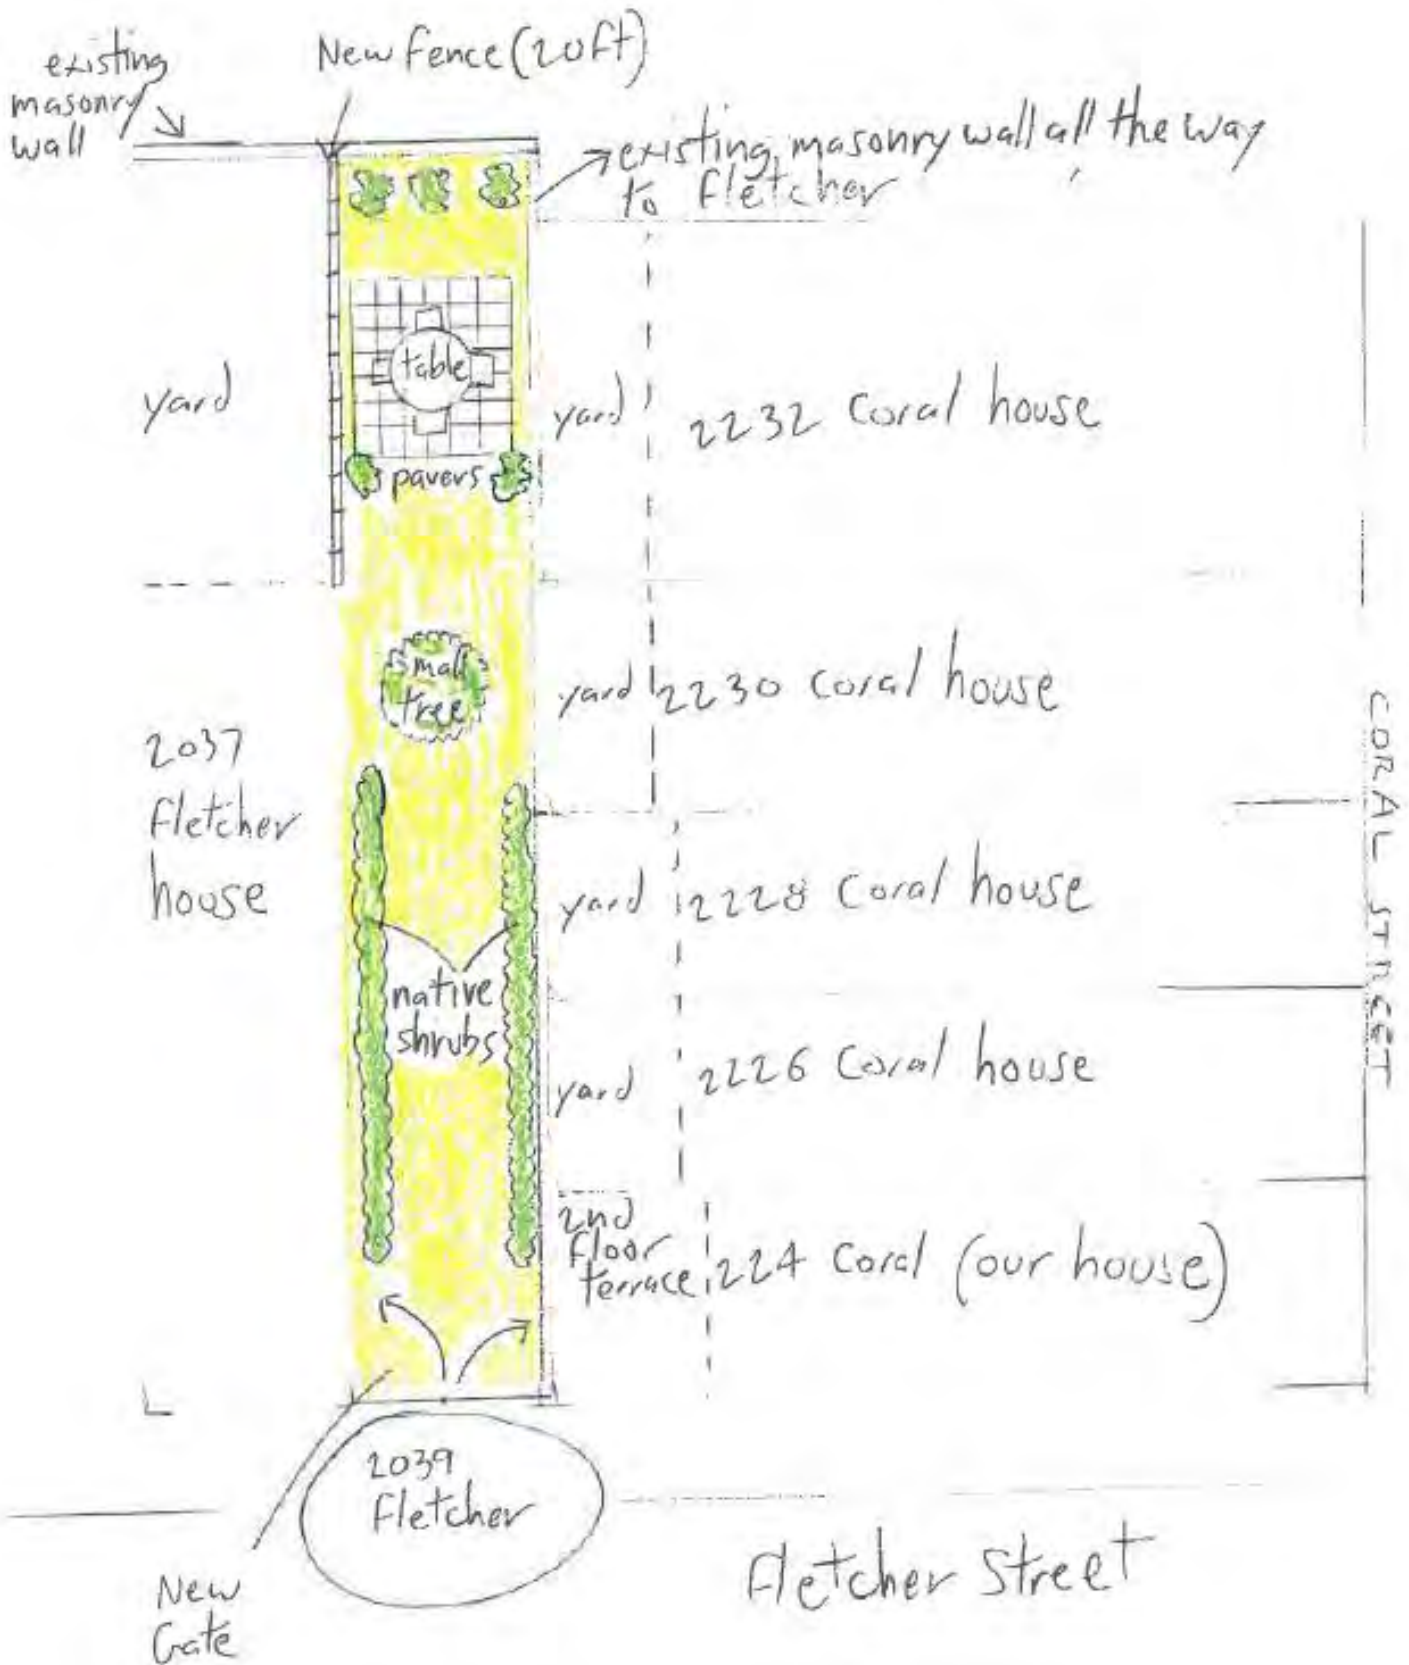 existing
masonry
wall
New fence (20ft)
existing masonry wall all the way
to fletcher
yard
table
pavers
yard
2232 Coral house
small
tree
yard
2230 Coral house
2037
fletcher
house
yard
2228 Coral house
native
shrubs
yard
2226 Coral house
2nd
floor
terrace
224 Coral (our house)
CORAL STREET
2039
Fletcher
New
Gate
Fletcher Street